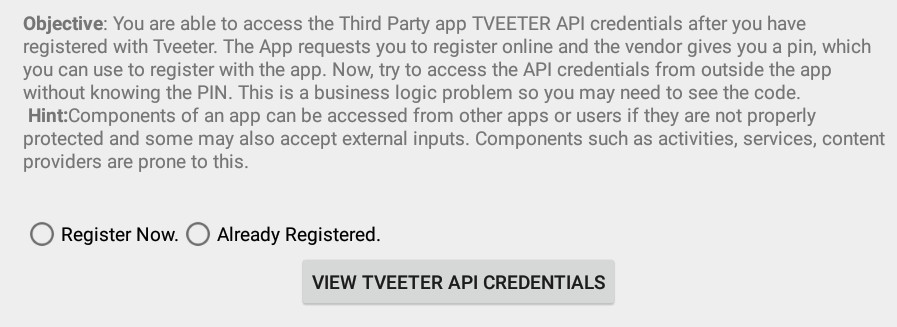 Objective: You are able to access the Third Party app TVEETER API credentials after you have
registered with Tveeter. The App requests you to register online and the vendor gives you a pin, which
you can use to register with the app. Now, try to access the API credentials from outside the app
without knowing the PIN. This is a business logic problem so you may need to see the code.
Hint:Components of an app can be accessed from other apps or users if they are not properly
protected and some may also accept external inputs. Components such as activities, services, content
providers are prone to this.
Register Now. Already Registered.
VIEW TVEETER API CREDENTIALS